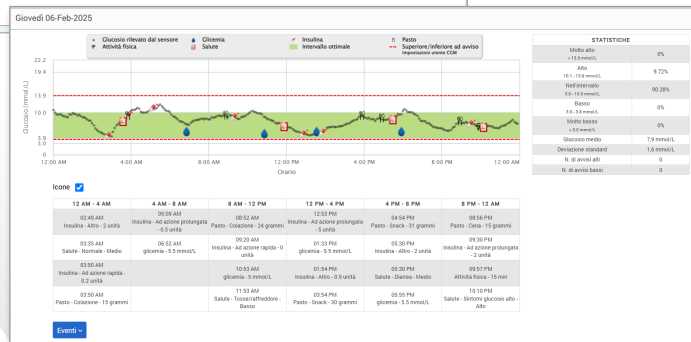 Giovedì 06-Feb-2025
Glucosio rilevato dal sensore
Glicemia
Insulina
Pasto
Attività fisica
Salute
Intervallo ottimale
Superiore/inferiore ad avviso
Impostazioni utente CGM
Glucosio (mmol/L)
22.2
19.4
13.9
10.0
3.9
3.0
0
12:00 AM
4:00 AM
8:00 AM
12:00 PM
4:00 PM
8:00 PM
12:00 AM
Orario
Icone
12 AM - 4 AM
4 AM - 8 AM
8 AM - 12 PM
12 PM - 4 PM
4 PM - 8 PM
8 PM - 12 AM
02:49 AM
Insulina - Altro - 2 unità
05:09 AM
Insulina - Ad azione prolungata
- 0.5 unità
08:52 AM
Pasto - Colazione - 24 grammi
12:53 PM
Insulina - Ad azione prolungata
- 5 unità
04:54 PM
Pasto - Snack - 31 grammi
08:56 PM
Pasto - Cena - 15 grammi
03:35 AM
Salute - Normale - Medio
06:52 AM
glicemia - 5.5 mmol/L
09:20 AM
Insulina - Ad azione rapida - 0
unità
01:33 PM
glicemia - 5.5 mmol/L
05:30 PM
Insulina - Altro - 2 unità
09:30 PM
Insulina - Ad azione prolungata
- 2 unità
03:50 AM
Insulina - Ad azione rapida -
0.2 unità
10:53 AM
glicemia - 5 mmol/L
01:54 PM
Insulina - Altro - 0.9 unità
05:30 PM
Salute - Diarrea - Medio
09:57 PM
Attività fisica - 15 min
03:50 AM
Pasto - Colazione - 15 grammi
11:53 AM
Salute - Tosse/raffreddore -
Basso
03:54 PM
Pasto - Snack - 30 grammi
05:55 PM
glicemia - 5.5 mmol/L
10:10 PM
Salute - Sintomi glucosio alto -
Alto
Eventi
STATISTICHE
Molto alto
> 13.9 mmol/L
0%
Alto
10.1 - 13.9 mmol/L
9.72%
Nell'intervallo
3.9 - 10.0 mmol/L
90.28%
Basso
3.0 - 3.8 mmol/L
0%
Molto basso
< 3.0 mmol/L
0%
Glucosio medio
7,9 mmol/L
Deviazione standard
1,6 mmol/L
N. di avvisi alti
0
N. di avvisi bassi
0